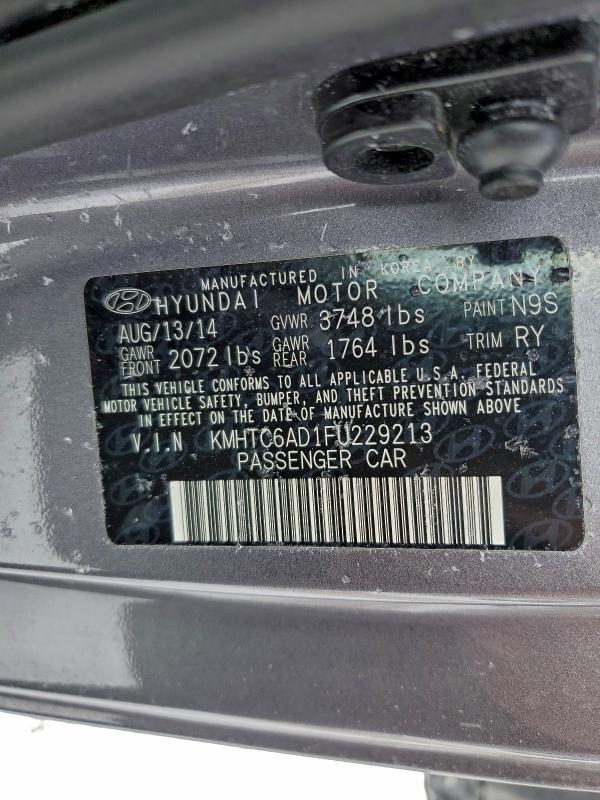 MANUFACTURED IN KOREA BY
HYUNDAI MOTOR COMPANY
AUG/13/14 GVWR 3748 lbs PAINT N9S
GAWR FRONT 2072 lbs GAWR REAR 1764 lbs TRIM RY
THIS VEHICLE CONFORMS TO ALL APPLICABLE U.S.A. FEDERAL
MOTOR VEHICLE SAFETY, BUMPER, AND THEFT PREVENTION STANDARDS
IN EFFECT ON THE DATE OF MANUFACTURE SHOWN ABOVE
V.I.N KMHTC6AD1FU229213
PASSENGER CAR